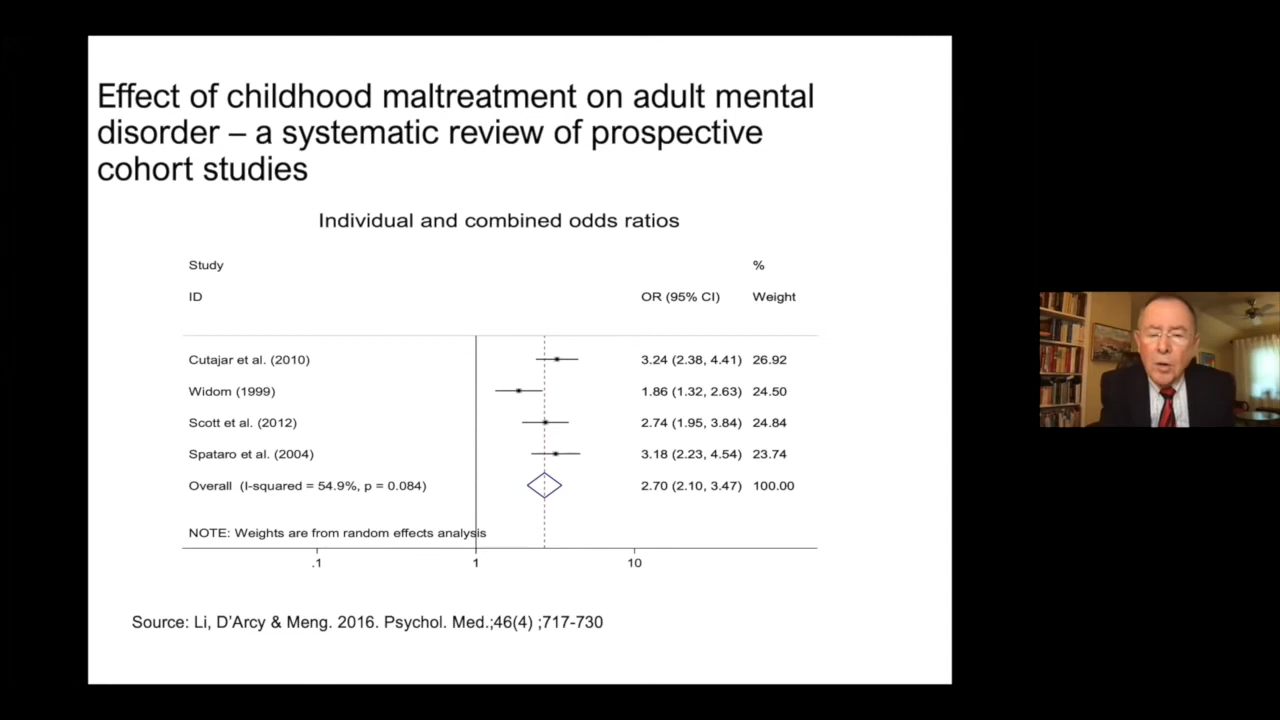 Effect of childhood maltreatment on adult mental
disorder – a systematic review of prospective
cohort studies
Individual and combined odds ratios
Study %
ID OR (95% CI) Weight
Cutajar et al. (2010) 3.24 (2.38, 4.41) 26.92
Widom (1999) 1.86 (1.32, 2.63) 24.50
Scott et al. (2012) 2.74 (1.95, 3.84) 24.84
Spataro et al. (2004) 3.18 (2.23, 4.54) 23.74
Overall (I-squared = 54.9%, p = 0.084) 2.70 (2.10, 3.47) 100.00
NOTE: Weights are from random effects analysis
.1 1 10
Source: Li, D’Arcy & Meng. 2016. Psychol. Med.;46(4) ;717-730